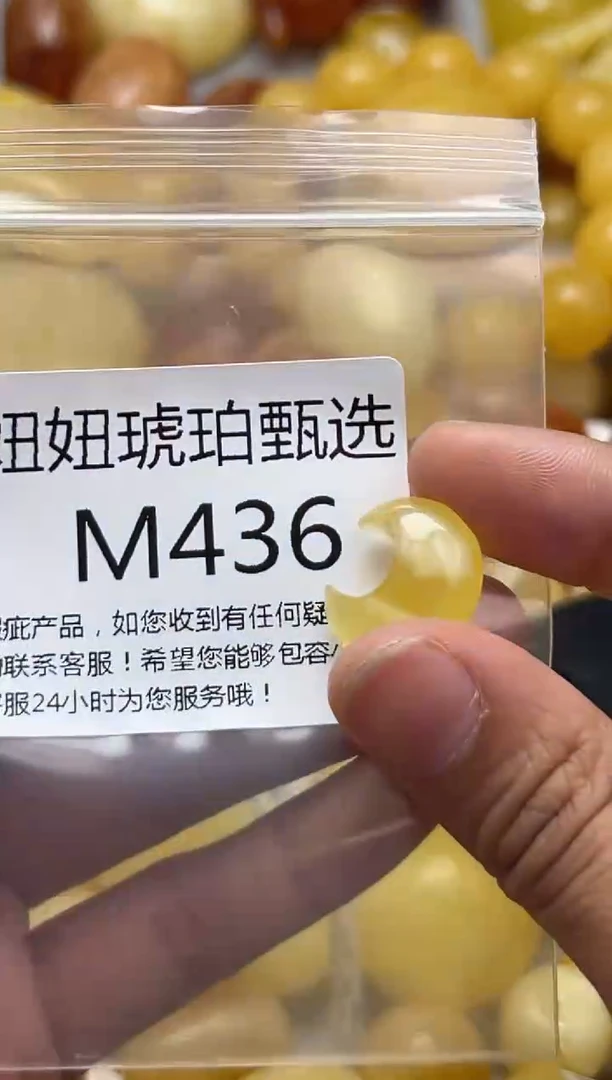 妞妞琥珀甄选
M436
瑕疵产品，如您收到有任何疑
联系客服！希望您能够包容
客服24小时为您服务哦！